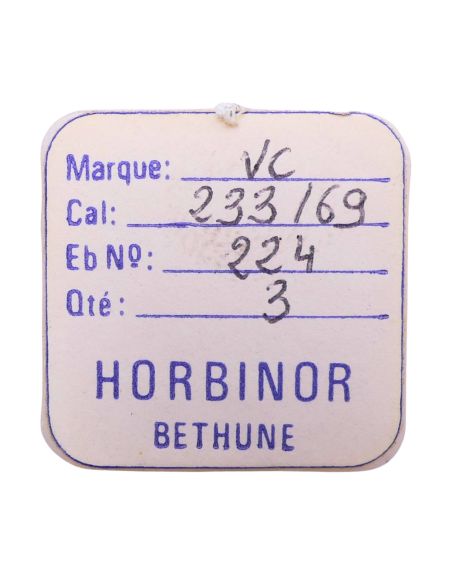 Marque: VC
Cal: 233/69
Eb Nº: 224
Qté: 3
HORBINOR
BETHUNE